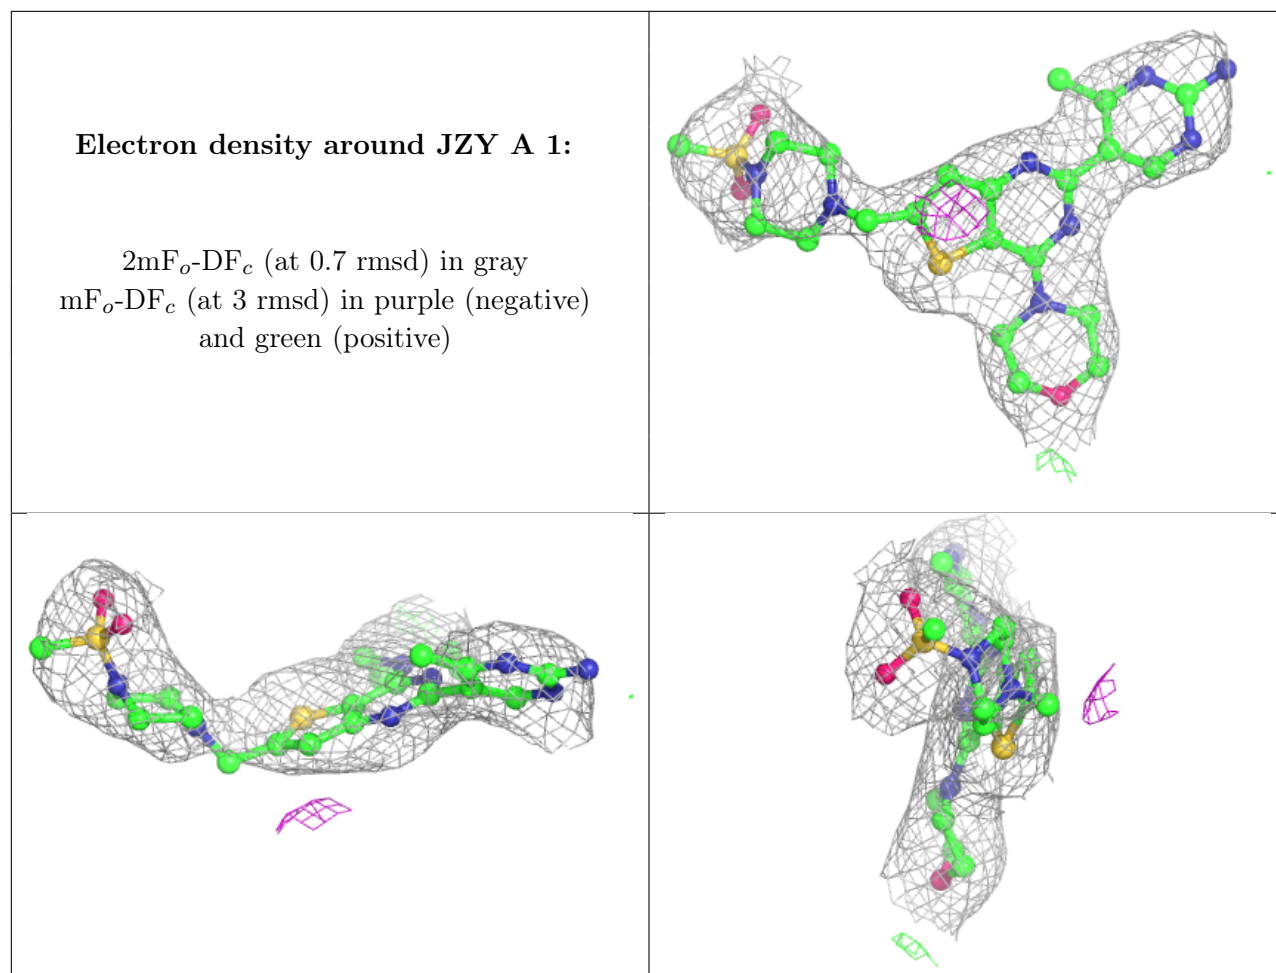 Electron density around JZY A 1:
2mFo-DFc (at 0.7 rmsd) in gray
mFo-DFc (at 3 rmsd) in purple (negative)
and green (positive)